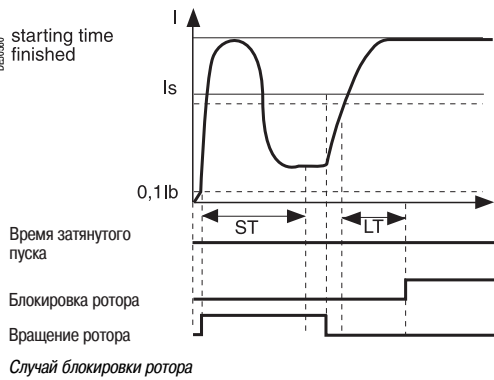 I
starting time
finished
Is
0,1Ib
ST
LT
Время затянутого
пуска
Блокировка ротора
Вращение ротора
Случай блокировки ротора